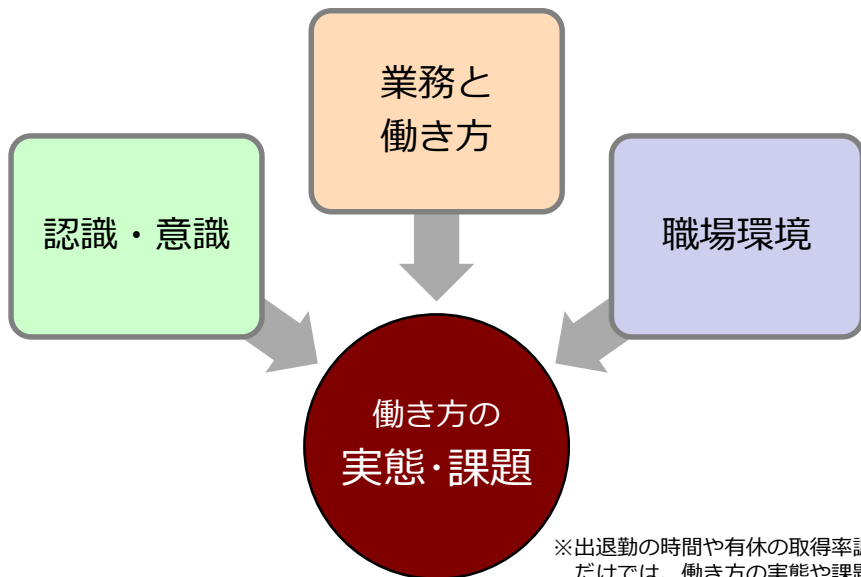 業務と
働き方
認識・意識
職場環境
働き方の
実態･課題
※出退勤の時間や有休の取得率
だけでは、働き方の実態や課題